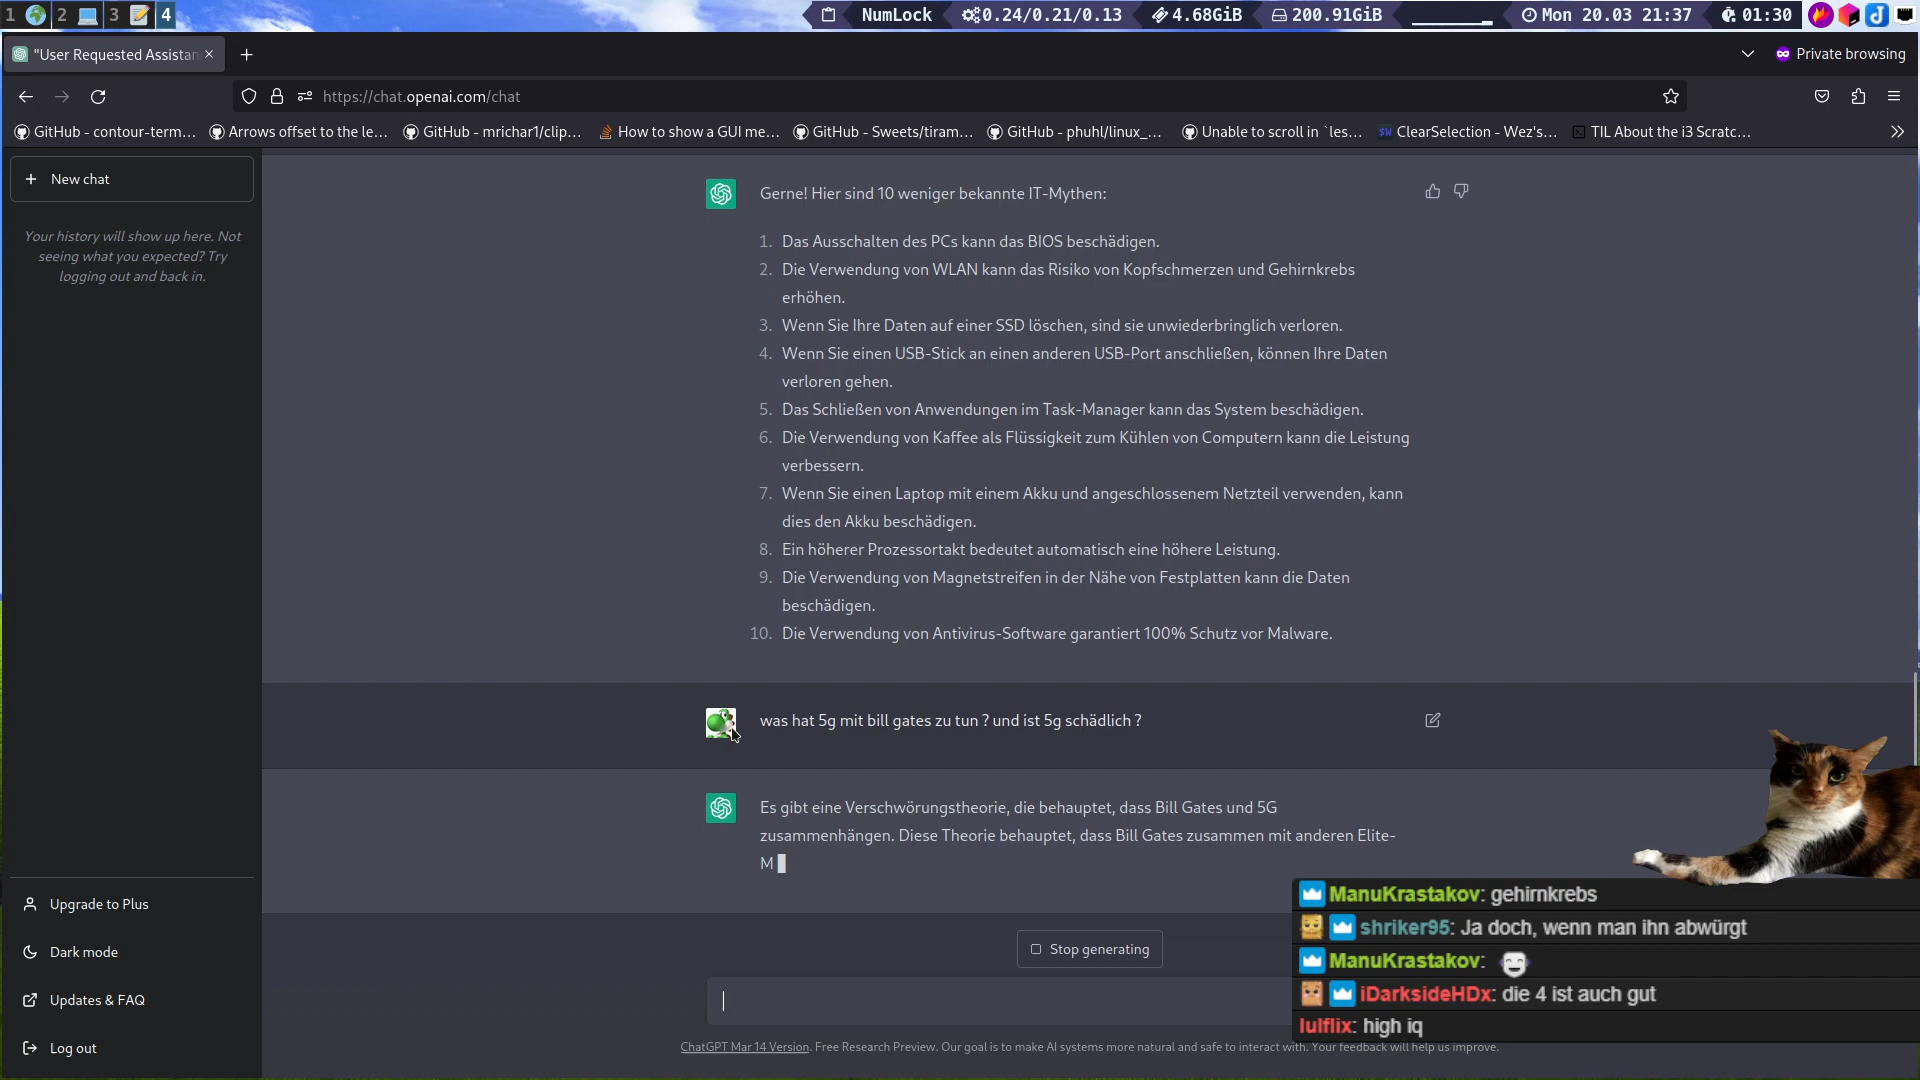 1 2 3 4 NumLock 0.24/0.21/0.13 4.68GiB 200.91GiB Mon 20.03 21:37 01:30
"User Requested Assistan Private browsing
https://chat.openai.com/chat
GitHub - contour-term... Arrows offset to the le... GitHub - mrichar1/clip... How to show a GUI me... GitHub - Sweets/tiram... GitHub - phuhl/linux_... Unable to scroll in `les... ClearSelection - Wez's... TIL About the i3 Scratc...
New chat
Your history will show up here. Not
seeing what you expected? Try
logging out and back in.
Gerne! Hier sind 10 weniger bekannte IT-Mythen:
1. Das Ausschalten des PCs kann das BIOS beschädigen.
2. Die Verwendung von WLAN kann das Risiko von Kopfschmerzen und Gehirnkrebs
erhöhen.
3. Wenn Sie Ihre Daten auf einer SSD löschen, sind sie unwiederbringlich verloren.
4. Wenn Sie einen USB-Stick an einen anderen USB-Port anschließen, können Ihre Daten
verloren gehen.
5. Das Schließen von Anwendungen im Task-Manager kann das System beschädigen.
6. Die Verwendung von Kaffee als Flüssigkeit zum Kühlen von Computern kann die Leistung
verbessern.
7. Wenn Sie einen Laptop mit einem Akku und angeschlossenem Netzteil verwenden, kann
dies den Akku beschädigen.
8. Ein höherer Prozessortakt bedeutet automatisch eine höhere Leistung.
9. Die Verwendung von Magnetstreifen in der Nähe von Festplatten kann die Daten
beschädigen.
10. Die Verwendung von Antivirus-Software garantiert 100% Schutz vor Malware.
was hat 5g mit bill gates zu tun ? und ist 5g schädlich ?
Es gibt eine Verschwörungstheorie, die behauptet, dass Bill Gates und 5G
zusammenhängen. Diese Theorie behauptet, dass Bill Gates zusammen mit anderen Elite-
M
Upgrade to Plus
Dark mode
Updates & FAQ
Log out
Stop generating
ChatGPT Mar 14 Version. Free Research Preview. Our goal is to make AI systems more natural and safe to interact with. Your feedback will help us improve.
ManuKrastakov: gehirnkrebs
shriker95: Ja doch, wenn man ihn abwürgt
ManuKrastakov:
iDarksideHDx: die 4 ist auch gut
lulflix: high iq